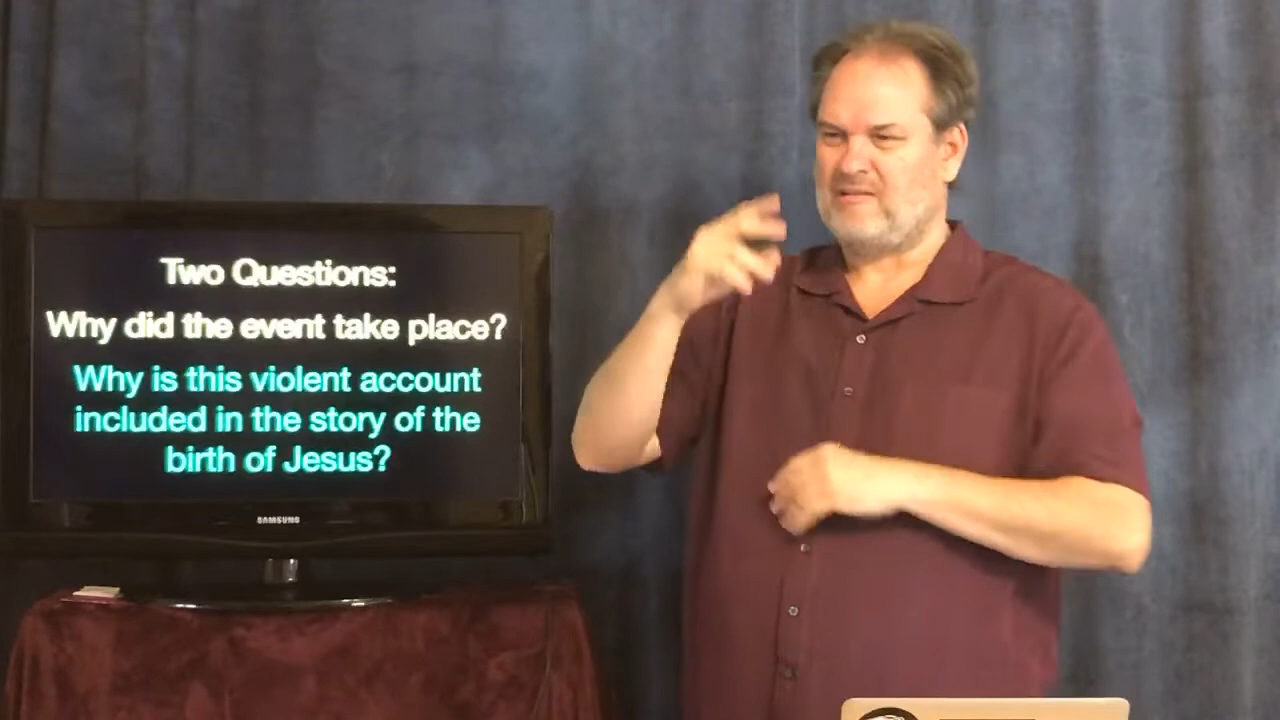 Two Questions:
Why did the event take place?
Why is this violent account
included in the story of the
birth of Jesus?
SAMSUNG